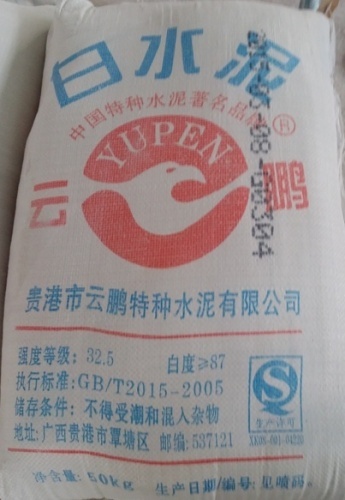 白水泥
中国特种水泥著名品牌
YUPEN
®
云鹏
贵港市云鹏特种水泥有限公司
强度等级：32.5 白度≥87
执行标准:GB/T2015-2005
储存条件：不得受潮和混入杂物
地址:广西贵港市覃塘区 邮编:537121
生产许可
净含量:50kg 生产日期/编号:见喷码.